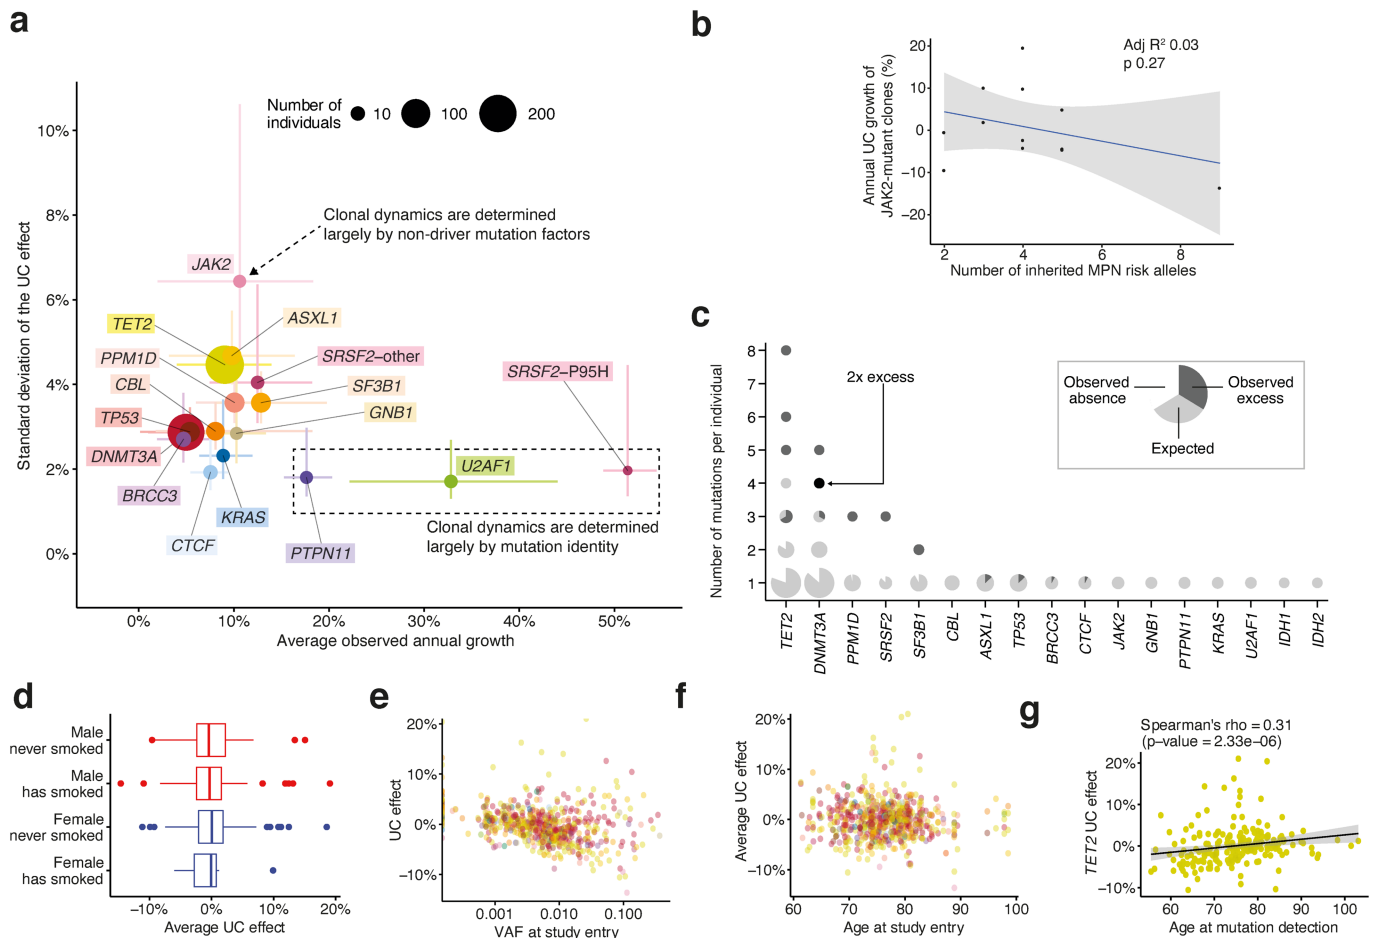 a
Number of
individuals
10
100
200
10%
8%
6%
4%
2%
0%
Standard deviation of the UC effect
Clonal dynamics are determined
largely by non-driver mutation factors
JAK2
TET2
ASXL1
PPM1D
SRSF2–other
CBL
SF3B1
TP53
GNB1
DNMT3A
BRCC3
KRAS
CTCF
PTPN11
U2AF1
SRSF2–P95H
Clonal dynamics are determined
largely by mutation identity
0%
10%
20%
30%
40%
50%
Average observed annual growth
b
Adj R² 0.03
p 0.27
Annual UC growth of
JAK2-mutant clones (%)
20
10
0
−10
−20
2
4
6
8
Number of inherited MPN risk alleles
c
Number of mutations per individual
8
7
6
5
4
3
2
1
2x excess
Observed
absence
Observed
excess
Expected
TET2
DNMT3A
PPM1D
SRSF2
SF3B1
CBL
ASXL1
TP53
BRCC3
CTCF
JAK2
GNB1
PTPN11
KRAS
U2AF1
IDH1
IDH2
d
Male
never smoked
Male
has smoked
Female
never smoked
Female
has smoked
−10%
0%
10%
20%
Average UC effect
e
UC effect
20%
10%
0%
−10%
0.001
0.010
0.100
VAF at study entry
f
Average UC effect
20%
10%
0%
−10%
60
70
80
90
100
Age at study entry
g
Spearman's rho = 0.31
(p−value = 2.33e−06)
TET2 UC effect
20%
10%
0%
−10%
60
70
80
90
100
Age at mutation detection